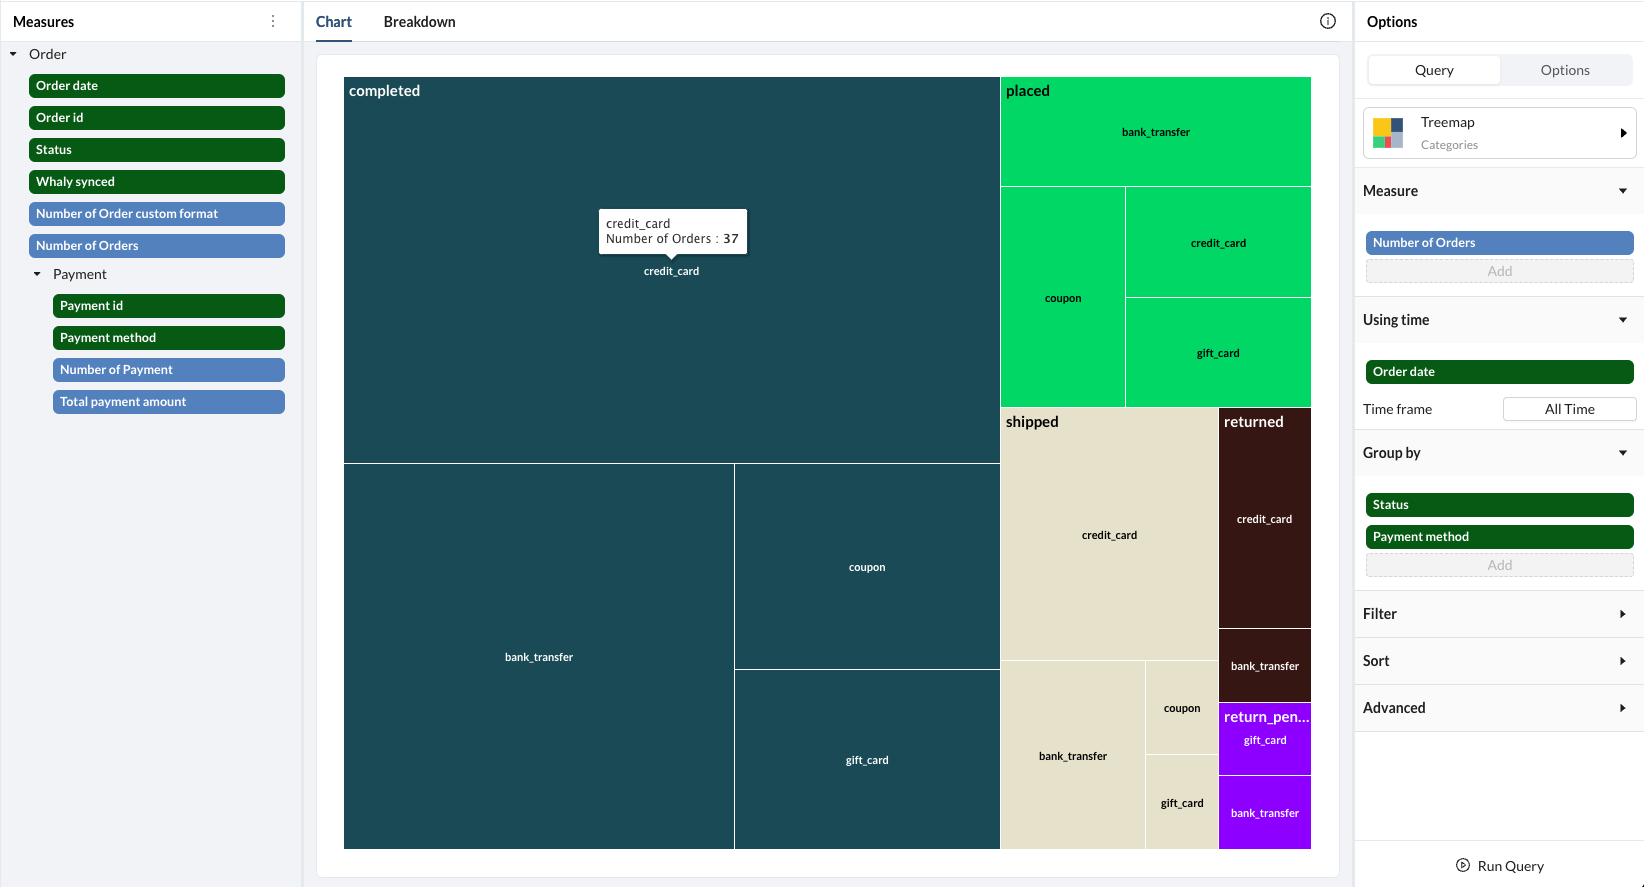 Measures
Order
Order date
Order id
Status
Whaly synced
Number of Order custom format
Number of Orders
Payment
Payment id
Payment method
Number of Payment
Total payment amount
Chart
Breakdown
completed
credit_card
Number of Orders : 37
credit_card
bank_transfer
coupon
gift_card
placed
bank_transfer
coupon
credit_card
gift_card
shipped
credit_card
bank_transfer
coupon
gift_card
returned
credit_card
bank_transfer
return_pen...
gift_card
bank_transfer
Options
Query
Options
Treemap
Categories
Measure
Number of Orders
Add
Using time
Order date
Time frame
All Time
Group by
Status
Payment method
Add
Filter
Sort
Advanced
Run Query